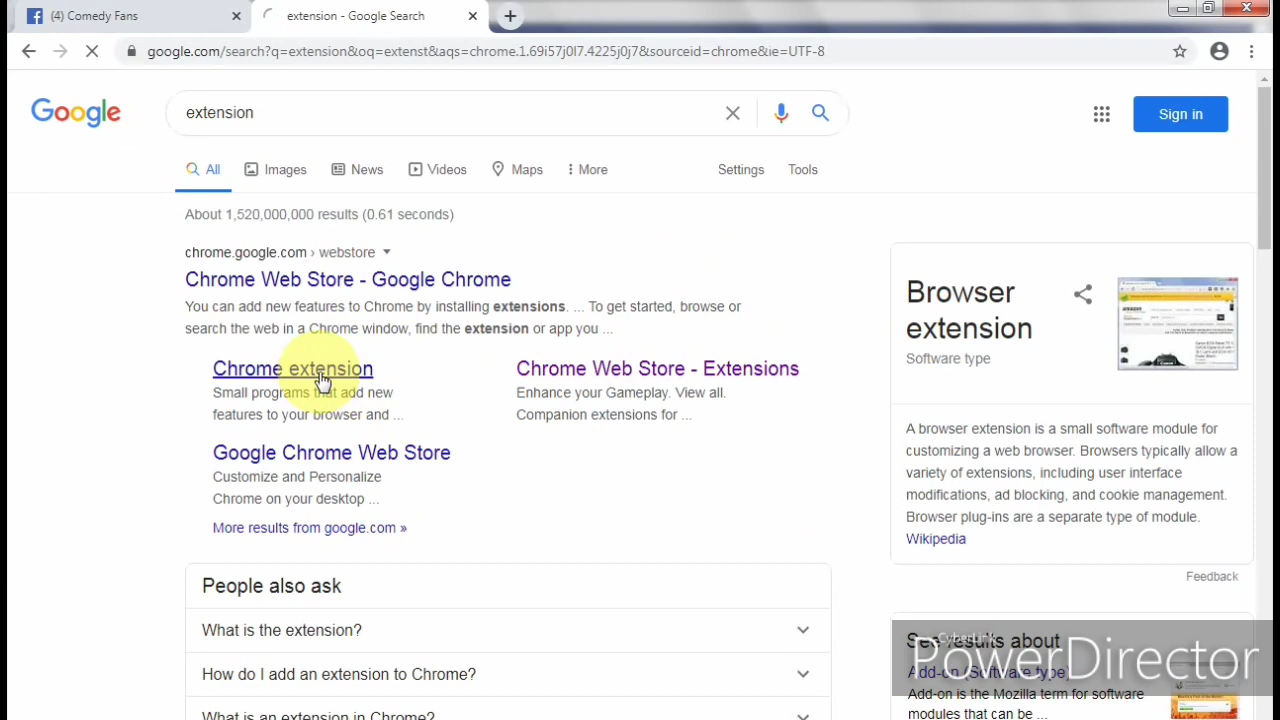 (4) Comedy Fans
extension - Google Search
google.com/search?q=extension&oq=extenst&aqs=chrome.1.69i57j0l7.4225j0j7&sourceid=chrome&ie=UTF-8
Google
extension
Sign in
All
Images
News
Videos
Maps
More
Settings
Tools
About 1,520,000,000 results (0.61 seconds)
chrome.google.com › webstore
Chrome Web Store - Google Chrome
You can add new features to Chrome by installing extensions. ... To get started, browse or
search the web in a Chrome window, find the extension or app you ...
Chrome extension
Small programs that add new
features to your browser and ...
Chrome Web Store - Extensions
Enhance your Gameplay. View all.
Companion extensions for ...
Google Chrome Web Store
Customize and Personalize
Chrome on your desktop ...
More results from google.com »
People also ask
What is the extension?
How do I add an extension to Chrome?
What is an extension in Chrome?
Browser
extension
Software type
A browser extension is a small software module for
customizing a web browser. Browsers typically allow a
variety of extensions, including user interface
modifications, ad blocking, and cookie management.
Browser plug-ins are a separate type of module.
Wikipedia
Feedback
See results about
Add-on (Software type)
Add-on is the Mozilla term for software
modules that can be ...
CyberLink
PowerDirector